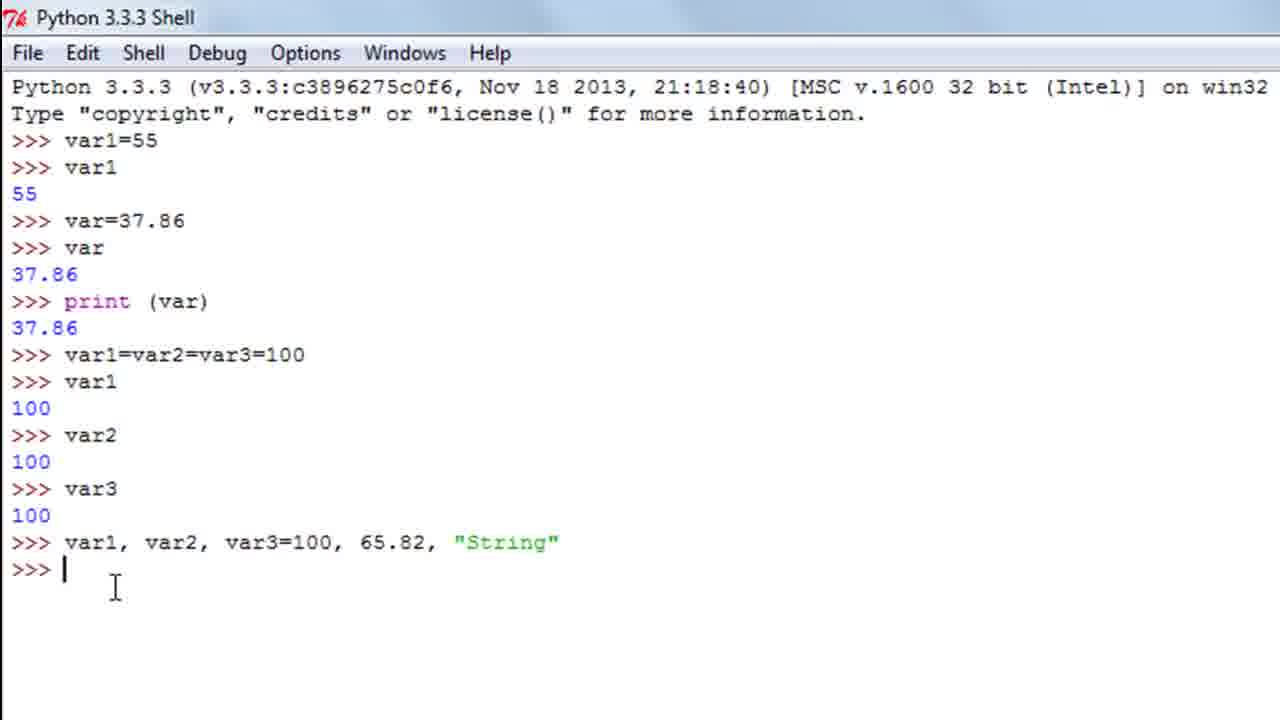 Python 3.3.3 Shell
File Edit Shell Debug Options Windows Help
Python 3.3.3 (v3.3.3:c3896275c0f6, Nov 18 2013, 21:18:40) [MSC v.1600 32 bit (Intel)] on win32
Type "copyright", "credits" or "license()" for more information.
>>> var1=55
>>> var1
55
>>> var=37.86
>>> var
37.86
>>> print (var)
37.86
>>> var1=var2=var3=100
>>> var1
100
>>> var2
100
>>> var3
100
>>> var1, var2, var3=100, 65.82, "String"
>>>